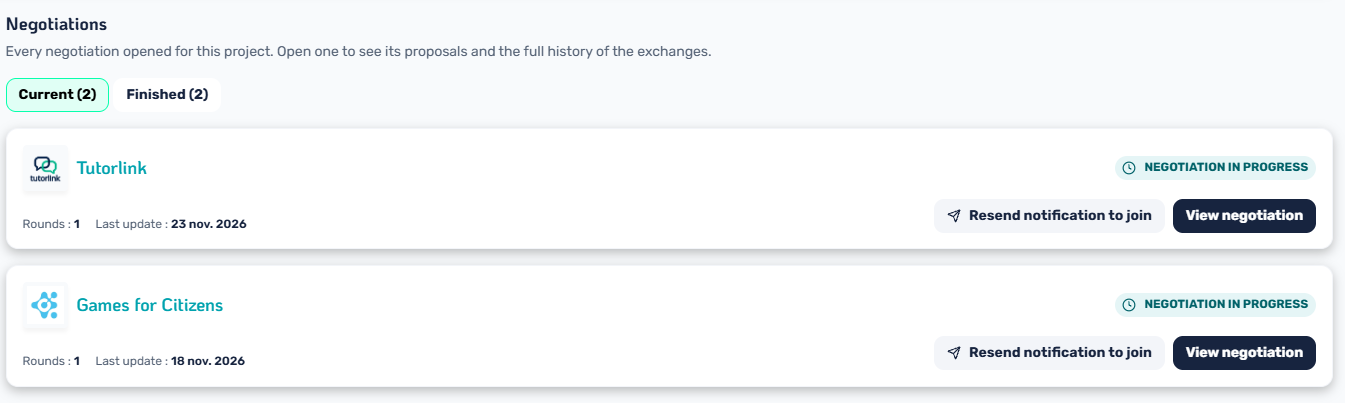 Negotiations
Every negotiation opened for this project. Open one to see its proposals and the full history of the exchanges.
Current (2) Finished (2)
tutorlink
Tutorlink
NEGOTIATION IN PROGRESS
Resend notification to join View negotiation
Rounds : 1 Last update : 23 nov. 2026
Games for Citizens
NEGOTIATION IN PROGRESS
Resend notification to join View negotiation
Rounds : 1 Last update : 18 nov. 2026